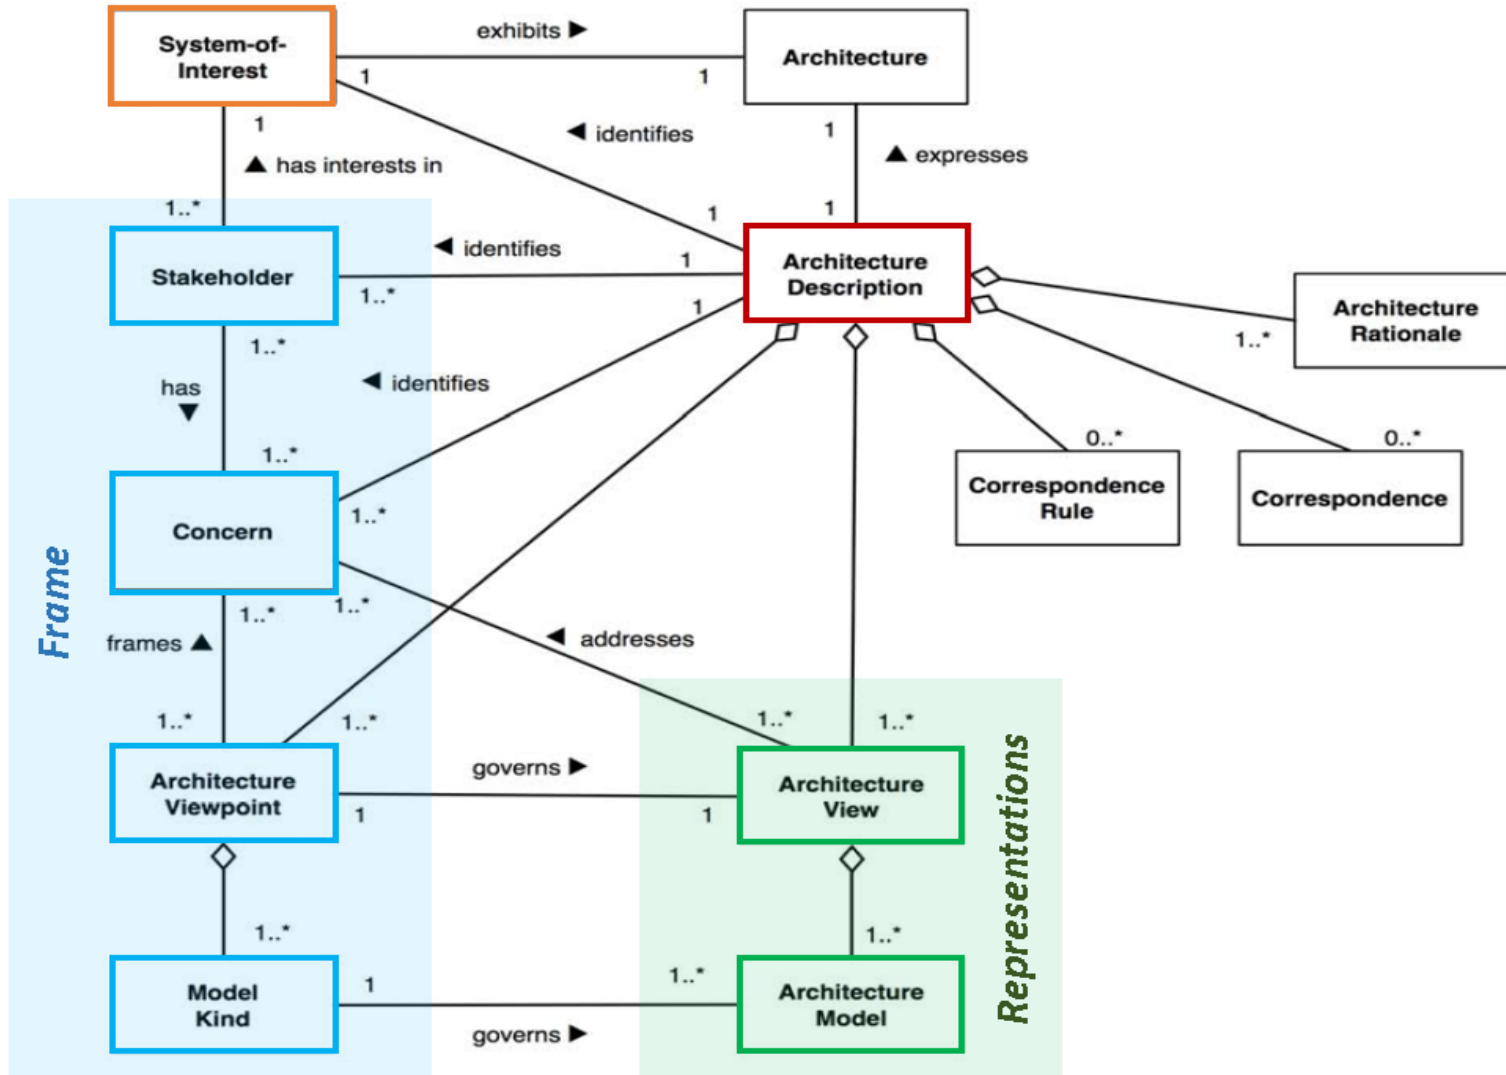 System-of-
Interest
exhibits ►
Architecture
1
1
1
◄ identifies
1
▲ expresses
▲ has interests in
1..*
1
1
Stakeholder
◄ identifies
1
1..*
Architecture
Description
1
Architecture
Rationale
1..*
1..*
has
▼
◄ identifies
1..*
1..*
0..*
0..*
Concern
Correspondence
Rule
Correspondence
Frame
1..*
1..*
frames ▲
◄ addresses
1..*
1..*
1..*
1..*
Architecture
Viewpoint
governs ►
1
1
Architecture
View
Representations
1..*
1..*
Model
Kind
1
1..*
governs ►
Architecture
Model